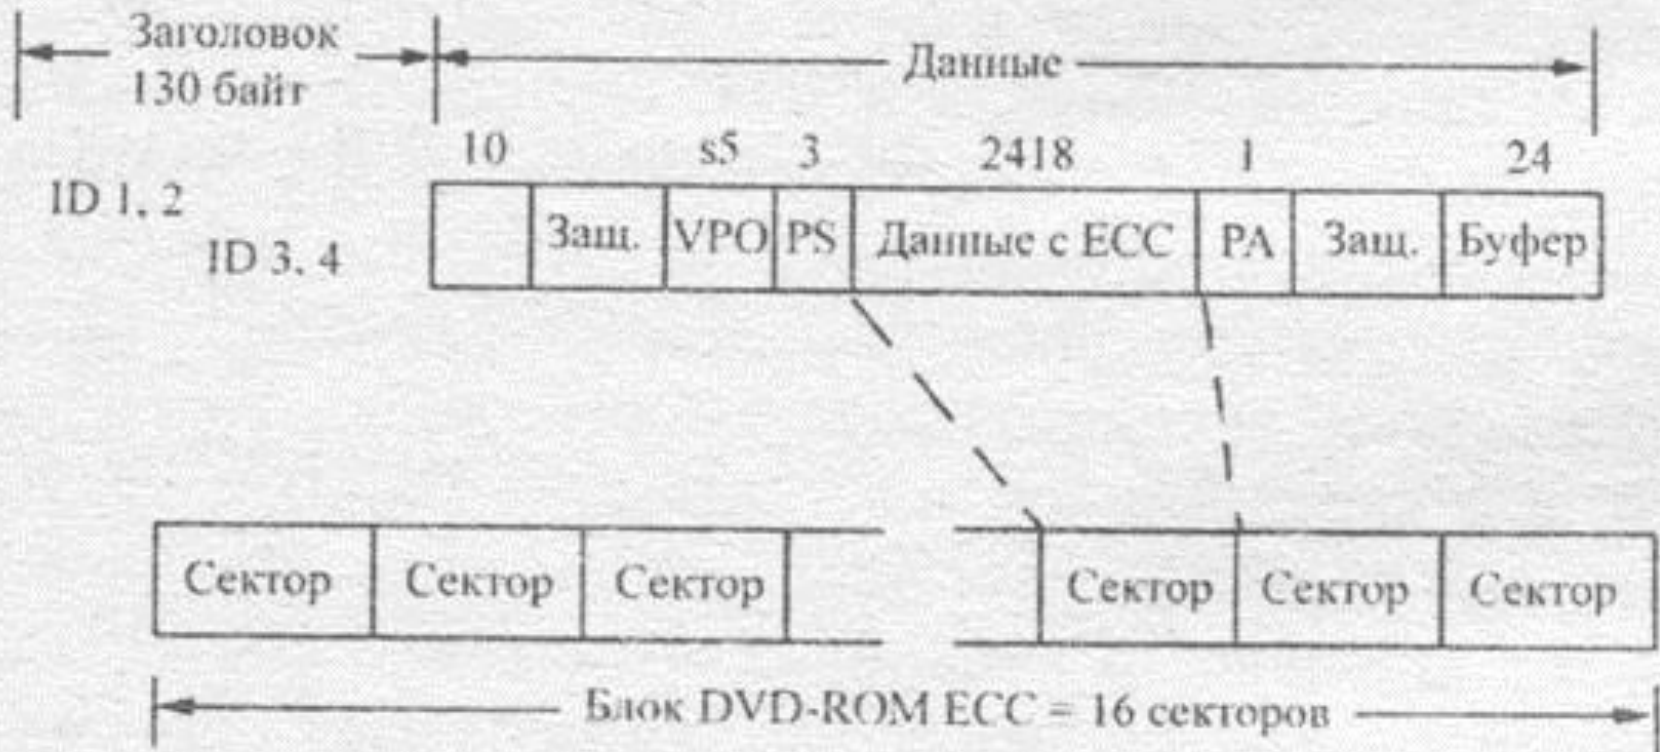 Заголовок
130 байт
Данные
10 s5 3 2418 1 24
ID 1, 2
ID 3, 4
Защ. VPO PS Данные с ECC PA Защ. Буфер
Сектор Сектор Сектор Сектор Сектор Сектор
Блок DVD-ROM ECC = 16 секторов